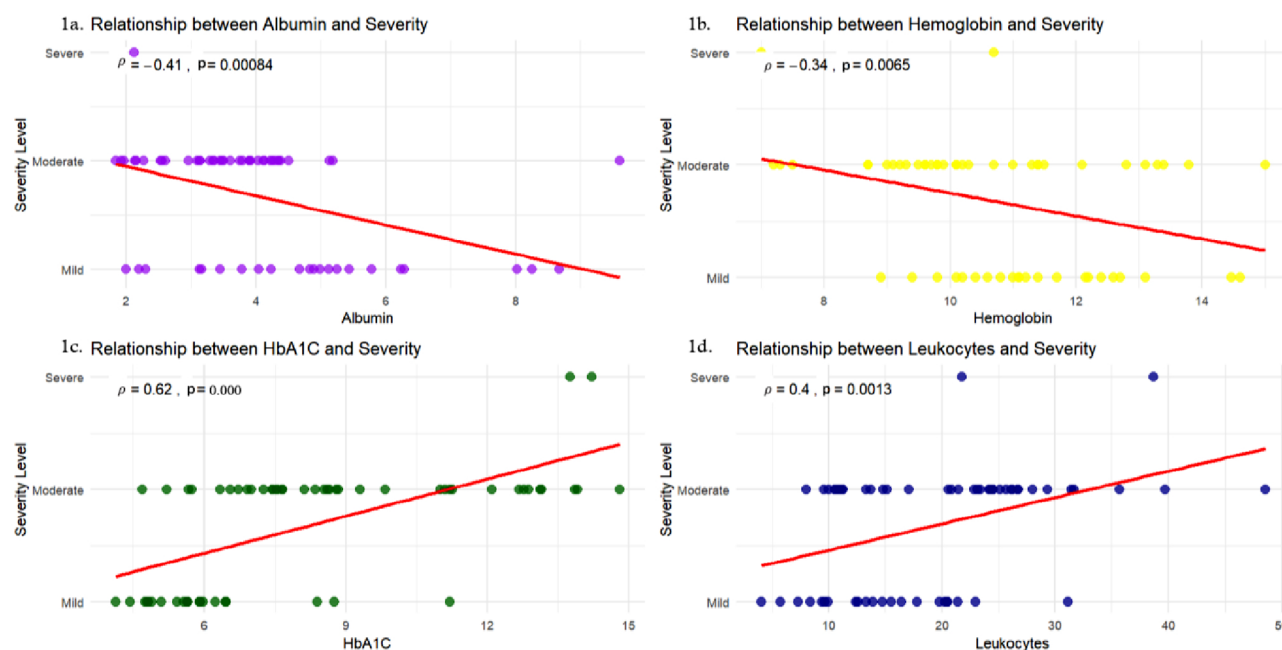 1a. Relationship between Albumin and Severity
Severe
ρ = −0.41 , p= 0.00084
Severity Level
Moderate
Mild
2 4 6 8
Albumin
1b. Relationship between Hemoglobin and Severity
Severe
ρ = −0.34 , p= 0.0065
Severity Level
Moderate
Mild
8 10 12 14
Hemoglobin
1c. Relationship between HbA1C and Severity
Severe
ρ = 0.62 , p= 0.000
Severity Level
Moderate
Mild
6 9 12 15
HbA1C
1d. Relationship between Leukocytes and Severity
Severe
ρ = 0.4 , p= 0.0013
Severity Level
Moderate
Mild
10 20 30 40 50
Leukocytes